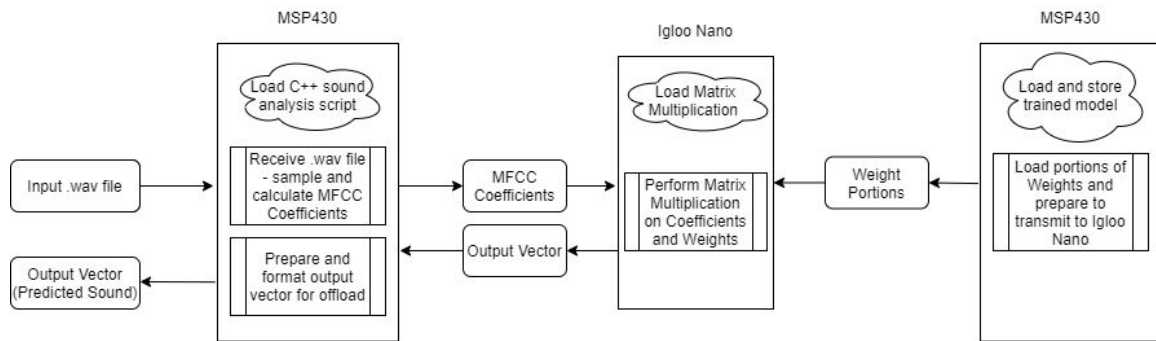 MSP430
Load C++ sound
analysis script
Input .wav file
Receive .wav file
- sample and
calculate MFCC
Coefficients
Prepare and
format output
vector for offload
Output Vector
(Predicted Sound)
MFCC
Coefficients
Output Vector
Igloo Nano
Load Matrix
Multiplication
Perform Matrix
Multiplication
on Coefficients
and Weights
Weight
Portions
MSP430
Load and store
trained model
Load portions of
Weights and
prepare to
transmit to Igloo
Nano